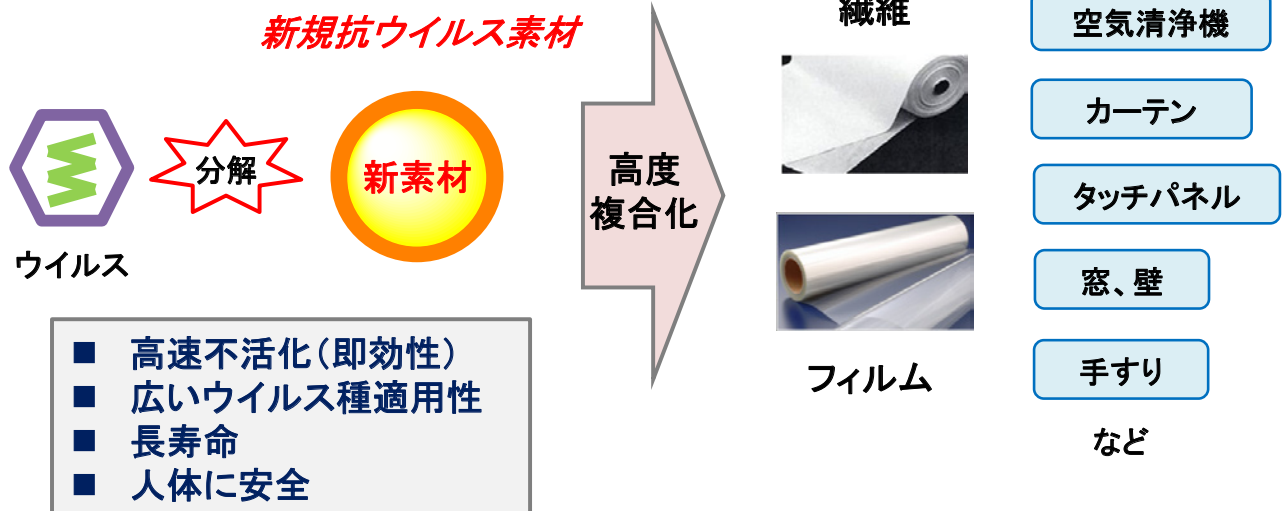 新規抗ウイルス素材
ウイルス
分解
新素材
高速不活化（即効性）
広いウイルス種適用性
長寿命
人体に安全
高度
複合化
繊維
フィルム
空気清浄機
カーテン
タッチパネル
窓、壁
手すり
など